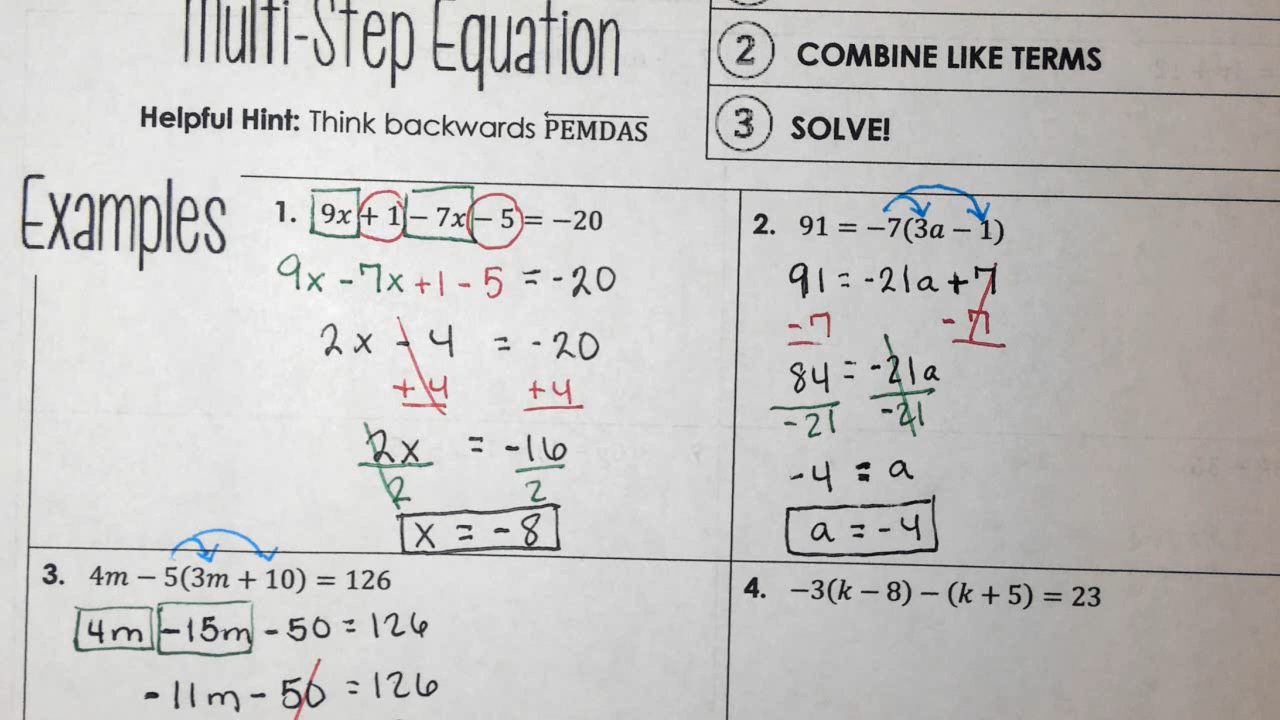 Multi-Step Equation
Helpful Hint: Think backwards PEMDAS
2 COMBINE LIKE TERMS
3 SOLVE!
Examples
1. 9x + 1 − 7x − 5 = −20
9x - 7x + 1 - 5 = -20
2x - 4 = -20
+4 +4
2x = -16
2 2
x = -8
2. 91 = −7(3a − 1)
91 = -21a + 7
-7 -7
84 = -21a
-21 -21
-4 = a
a = -4
3. 4m − 5(3m + 10) = 126
4m - 15m - 50 = 126
-11m - 50 = 126
4. −3(k − 8) − (k + 5) = 23